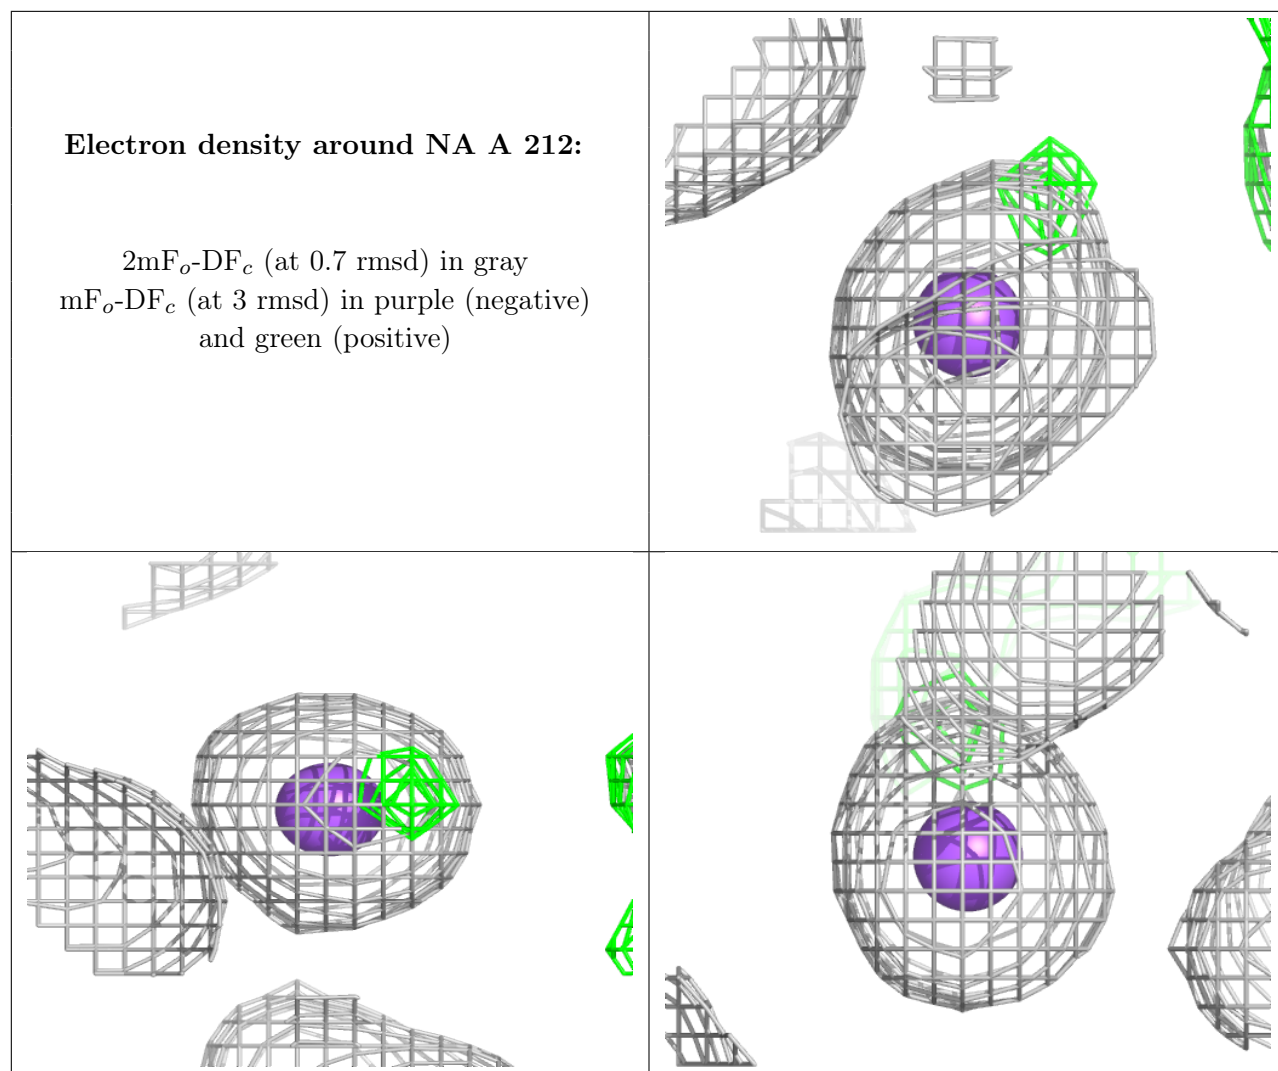 Electron density around NA A 212:
2mFo-DFc (at 0.7 rmsd) in gray
mFo-DFc (at 3 rmsd) in purple (negative)
and green (positive)